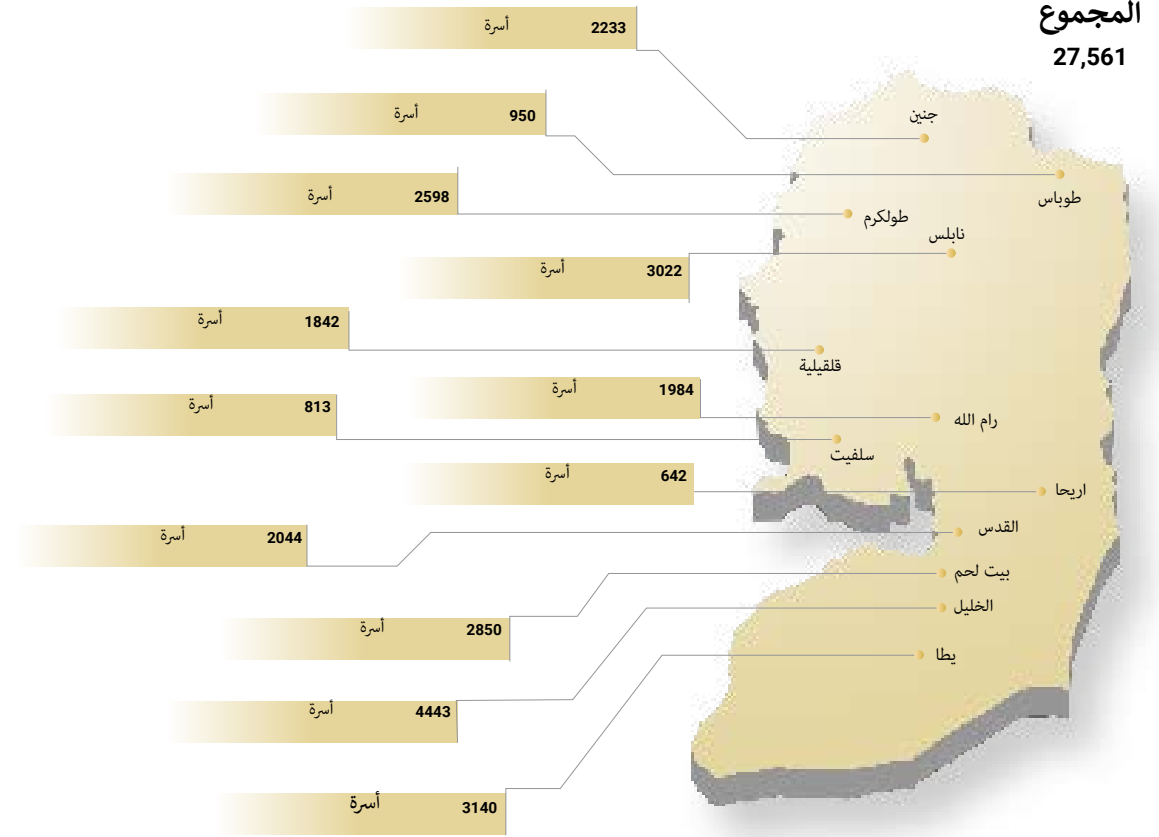 المجموع
27,561
2233 أسرة
جنين
950 أسرة
طوباس
2598 أسرة
طولكرم
نابلس
3022 أسرة
1842 أسرة
قلقيلية
1984 أسرة
رام الله
813 أسرة
سلفيت
642 أسرة
اريحا
2044 أسرة
القدس
بيت لحم
2850 أسرة
الخليل
4443 أسرة
يطا
3140 أسرة